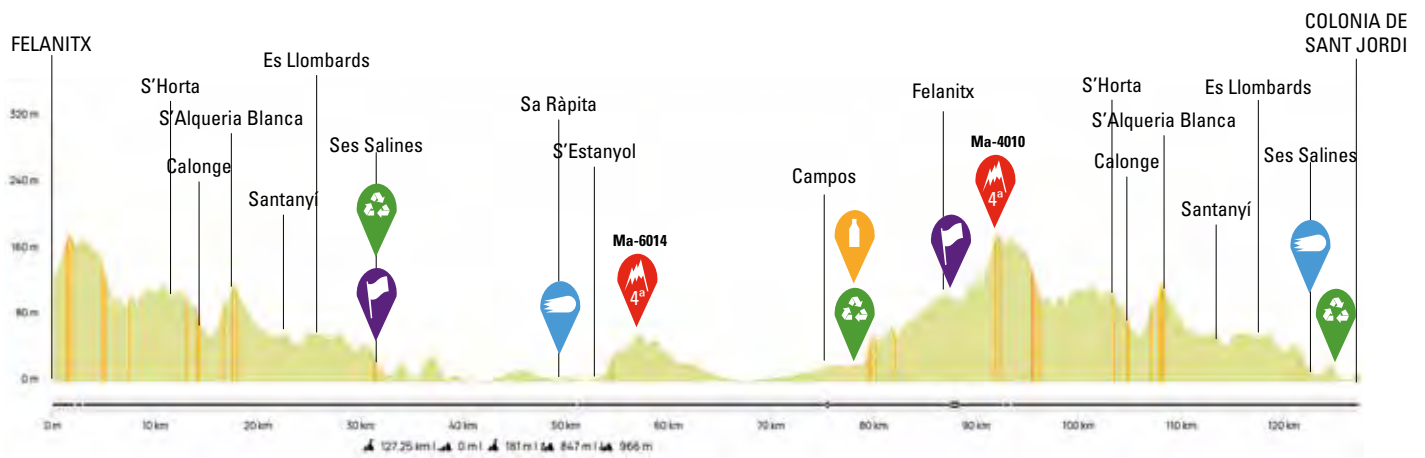 COLONIA DE
SANT JORDI
FELANITX
Es Llombards
S'Horta
S'Alqueria Blanca
Calonge
Santanyí
Ses Salines
Sa Ràpita
S'Estanyol
Ma-6014
4ª
Campos
Felanitx
Ma-4010
4ª
S'Horta
Es Llombards
S'Alqueria Blanca
Calonge
Santanyí
Ses Salines
320 m
240 m
160 m
80 m
0 m
0 m 10 km 20 km 30 km 40 km 50 km 60 km 70 km 80 km 90 km 100 km 110 km 120 km
127,25 km | 0 m | 181 m | 847 m | 966 m